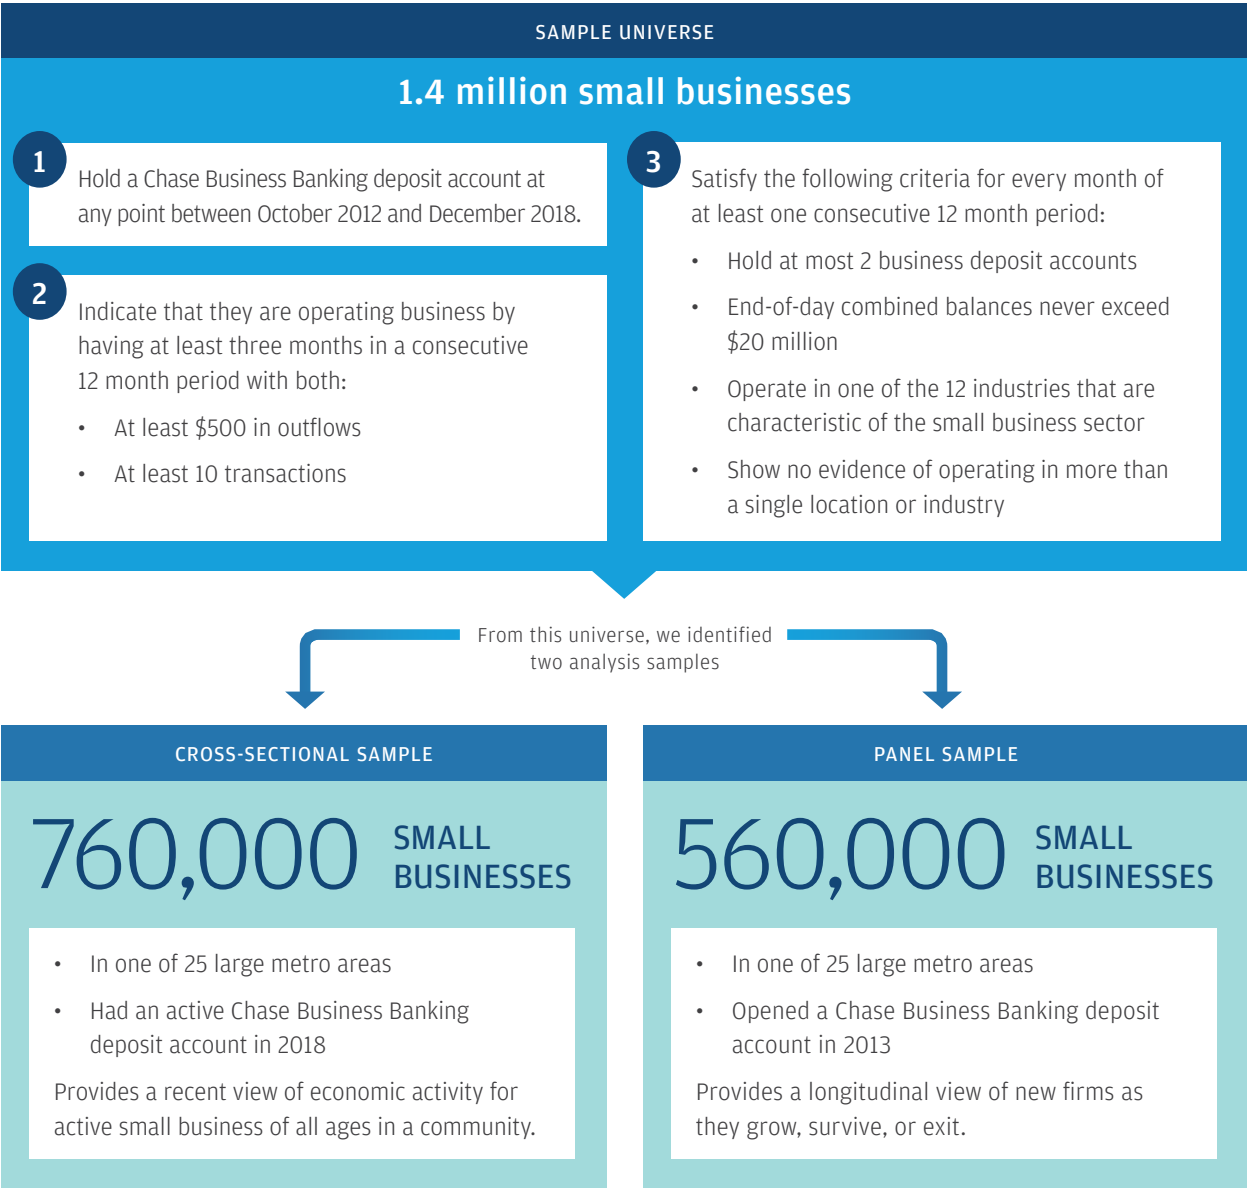 SAMPLE UNIVERSE
1.4 million small businesses
1
Hold a Chase Business Banking deposit account at
any point between October 2012 and December 2018.
2
Indicate that they are operating business by
having at least three months in a consecutive
12 month period with both:
• At least $500 in outflows
• At least 10 transactions
3
Satisfy the following criteria for every month of
at least one consecutive 12 month period:
• Hold at most 2 business deposit accounts
• End-of-day combined balances never exceed
$20 million
• Operate in one of the 12 industries that are
characteristic of the small business sector
• Show no evidence of operating in more than
a single location or industry
From this universe, we identified
two analysis samples
CROSS-SECTIONAL SAMPLE
760,000 SMALL
BUSINESSES
• In one of 25 large metro areas
• Had an active Chase Business Banking
deposit account in 2018
Provides a recent view of economic activity for
active small business of all ages in a community.
PANEL SAMPLE
560,000 SMALL
BUSINESSES
• In one of 25 large metro areas
• Opened a Chase Business Banking deposit
account in 2013
Provides a longitudinal view of new firms as
they grow, survive, or exit.